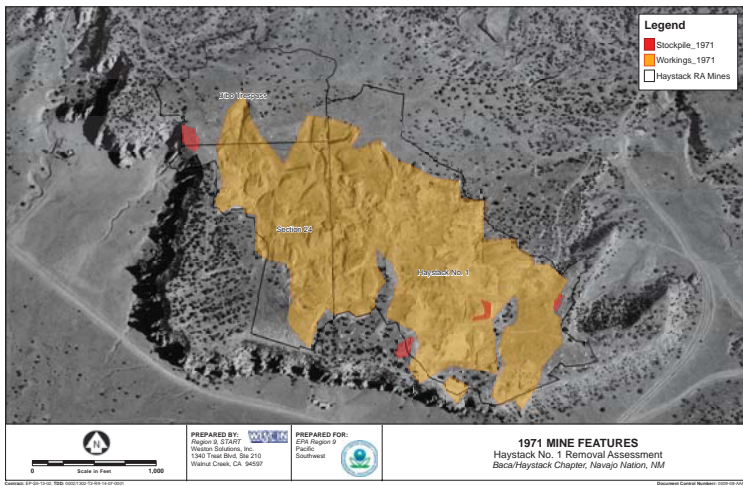 Legend
Stockpile_1971
Workings_1971
Haystack RA Mines
Bibo Trespass
Section 24
Haystack No. 1
N
0 Scale in Feet 1,000
PREPARED BY:
Region 9, START
Weston Solutions, Inc.
1340 Treat Blvd, Ste 210
Walnut Creek, CA 94597
PREPARED FOR:
EPA Region 9
Pacific
Southwest
1971 MINE FEATURES
Haystack No. 1 Removal Assessment
Baca/Haystack Chapter, Navajo Nation, NM